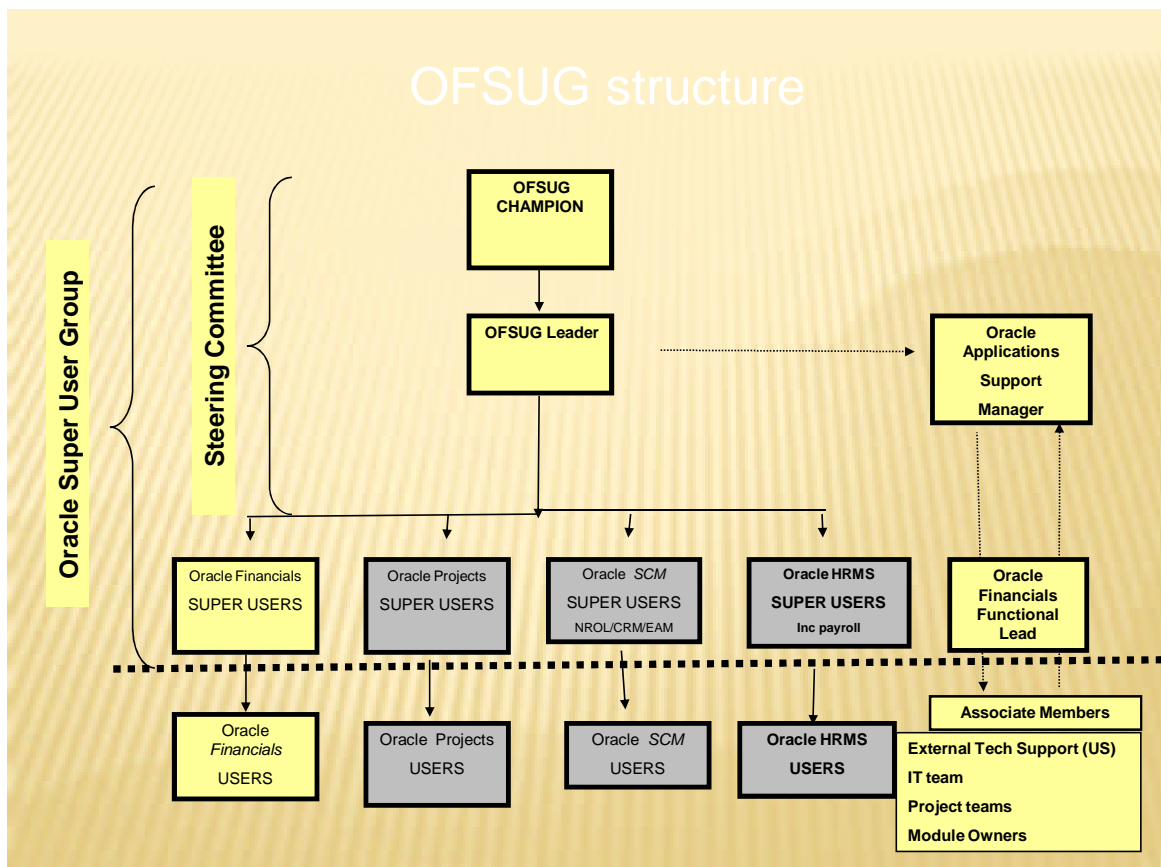 OFSUG structure
Oracle Super User Group
Steering Committee
OFSUG
CHAMPION
OFSUG Leader
Oracle
Applications
Support
Manager
Oracle Financials
SUPER USERS
Oracle Projects
SUPER USERS
Oracle SCM
SUPER USERS
NROL/CRM/EAM
Oracle HRMS
SUPER USERS
Inc payroll
Oracle
Financials
Functional
Lead
Oracle
Financials
USERS
Oracle Projects
USERS
Oracle SCM
USERS
Oracle HRMS
USERS
Associate Members
External Tech Support (US)
IT team
Project teams
Module Owners